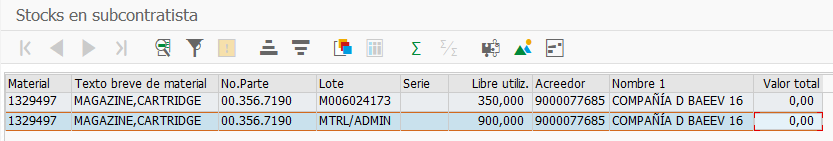 Stocks en subcontratista
Material Texto breve de material No.Parte Lote Serie Libre utiliz. Acreedor Nombre 1 Valor total
1329497 MAGAZINE,CARTRIDGE 00.356.7190 M006024173 350,000 9000077685 COMPAÑÍA D BAEEV 16 0,00
1329497 MAGAZINE,CARTRIDGE 00.356.7190 MTRL/ADMIN 900,000 9000077685 COMPAÑÍA D BAEEV 16 0,00